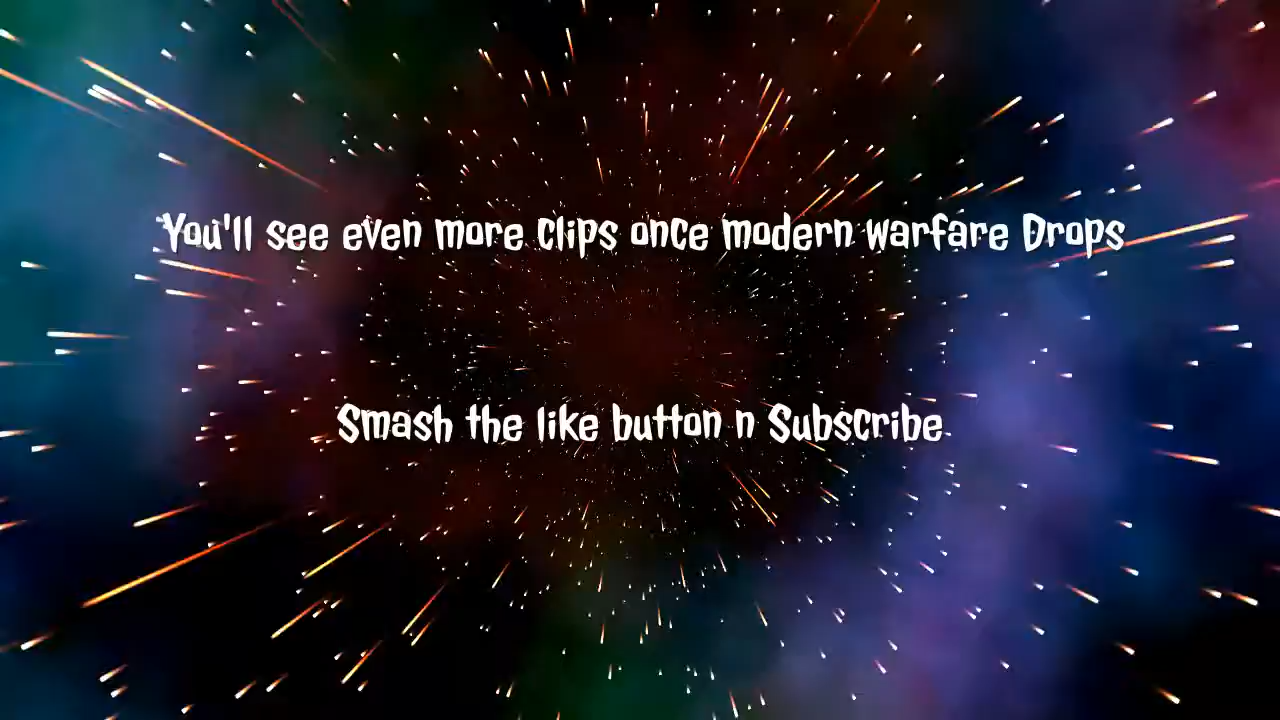 You'll see even more clips once modern warfare Drops
Smash the like button n Subscribe